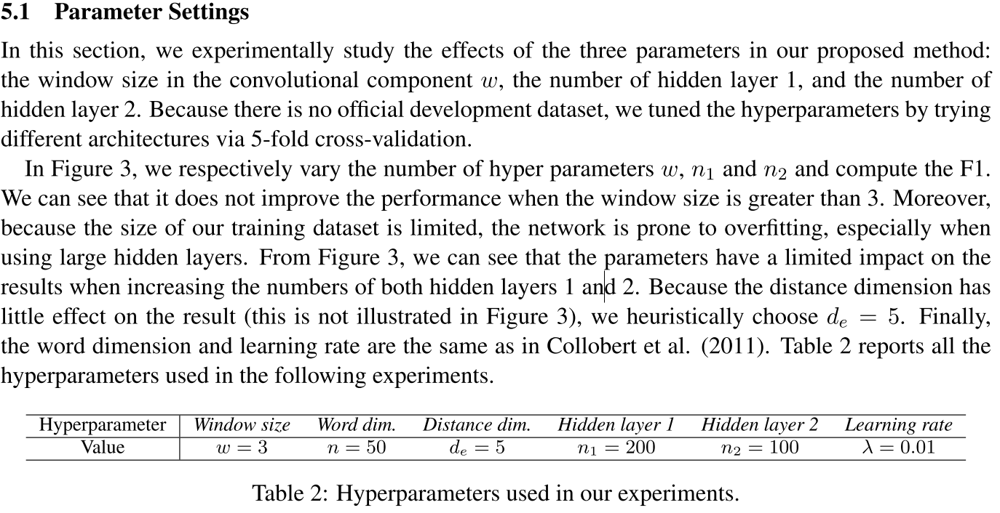 5.1 Parameter Settings
In this section, we experimentally study the effects of the three parameters in our proposed method:
the window size in the convolutional component w, the number of hidden layer 1, and the number of
hidden layer 2. Because there is no official development dataset, we tuned the hyperparameters by trying
different architectures via 5-fold cross-validation.
In Figure 3, we respectively vary the number of hyper parameters w, n₁ and n₂ and compute the F1.
We can see that it does not improve the performance when the window size is greater than 3. Moreover,
because the size of our training dataset is limited, the network is prone to overfitting, especially when
using large hidden layers. From Figure 3, we can see that the parameters have a limited impact on the
results when increasing the numbers of both hidden layers 1 and 2. Because the distance dimension has
little effect on the result (this is not illustrated in Figure 3), we heuristically choose dₑ = 5. Finally,
the word dimension and learning rate are the same as in Collobert et al. (2011). Table 2 reports all the
hyperparameters used in the following experiments.
Hyperparameter Window size Word dim. Distance dim. Hidden layer 1 Hidden layer 2 Learning rate
Value w = 3 n = 50 dₑ = 5 n₁ = 200 n₂ = 100 λ = 0.01
Table 2: Hyperparameters used in our experiments.